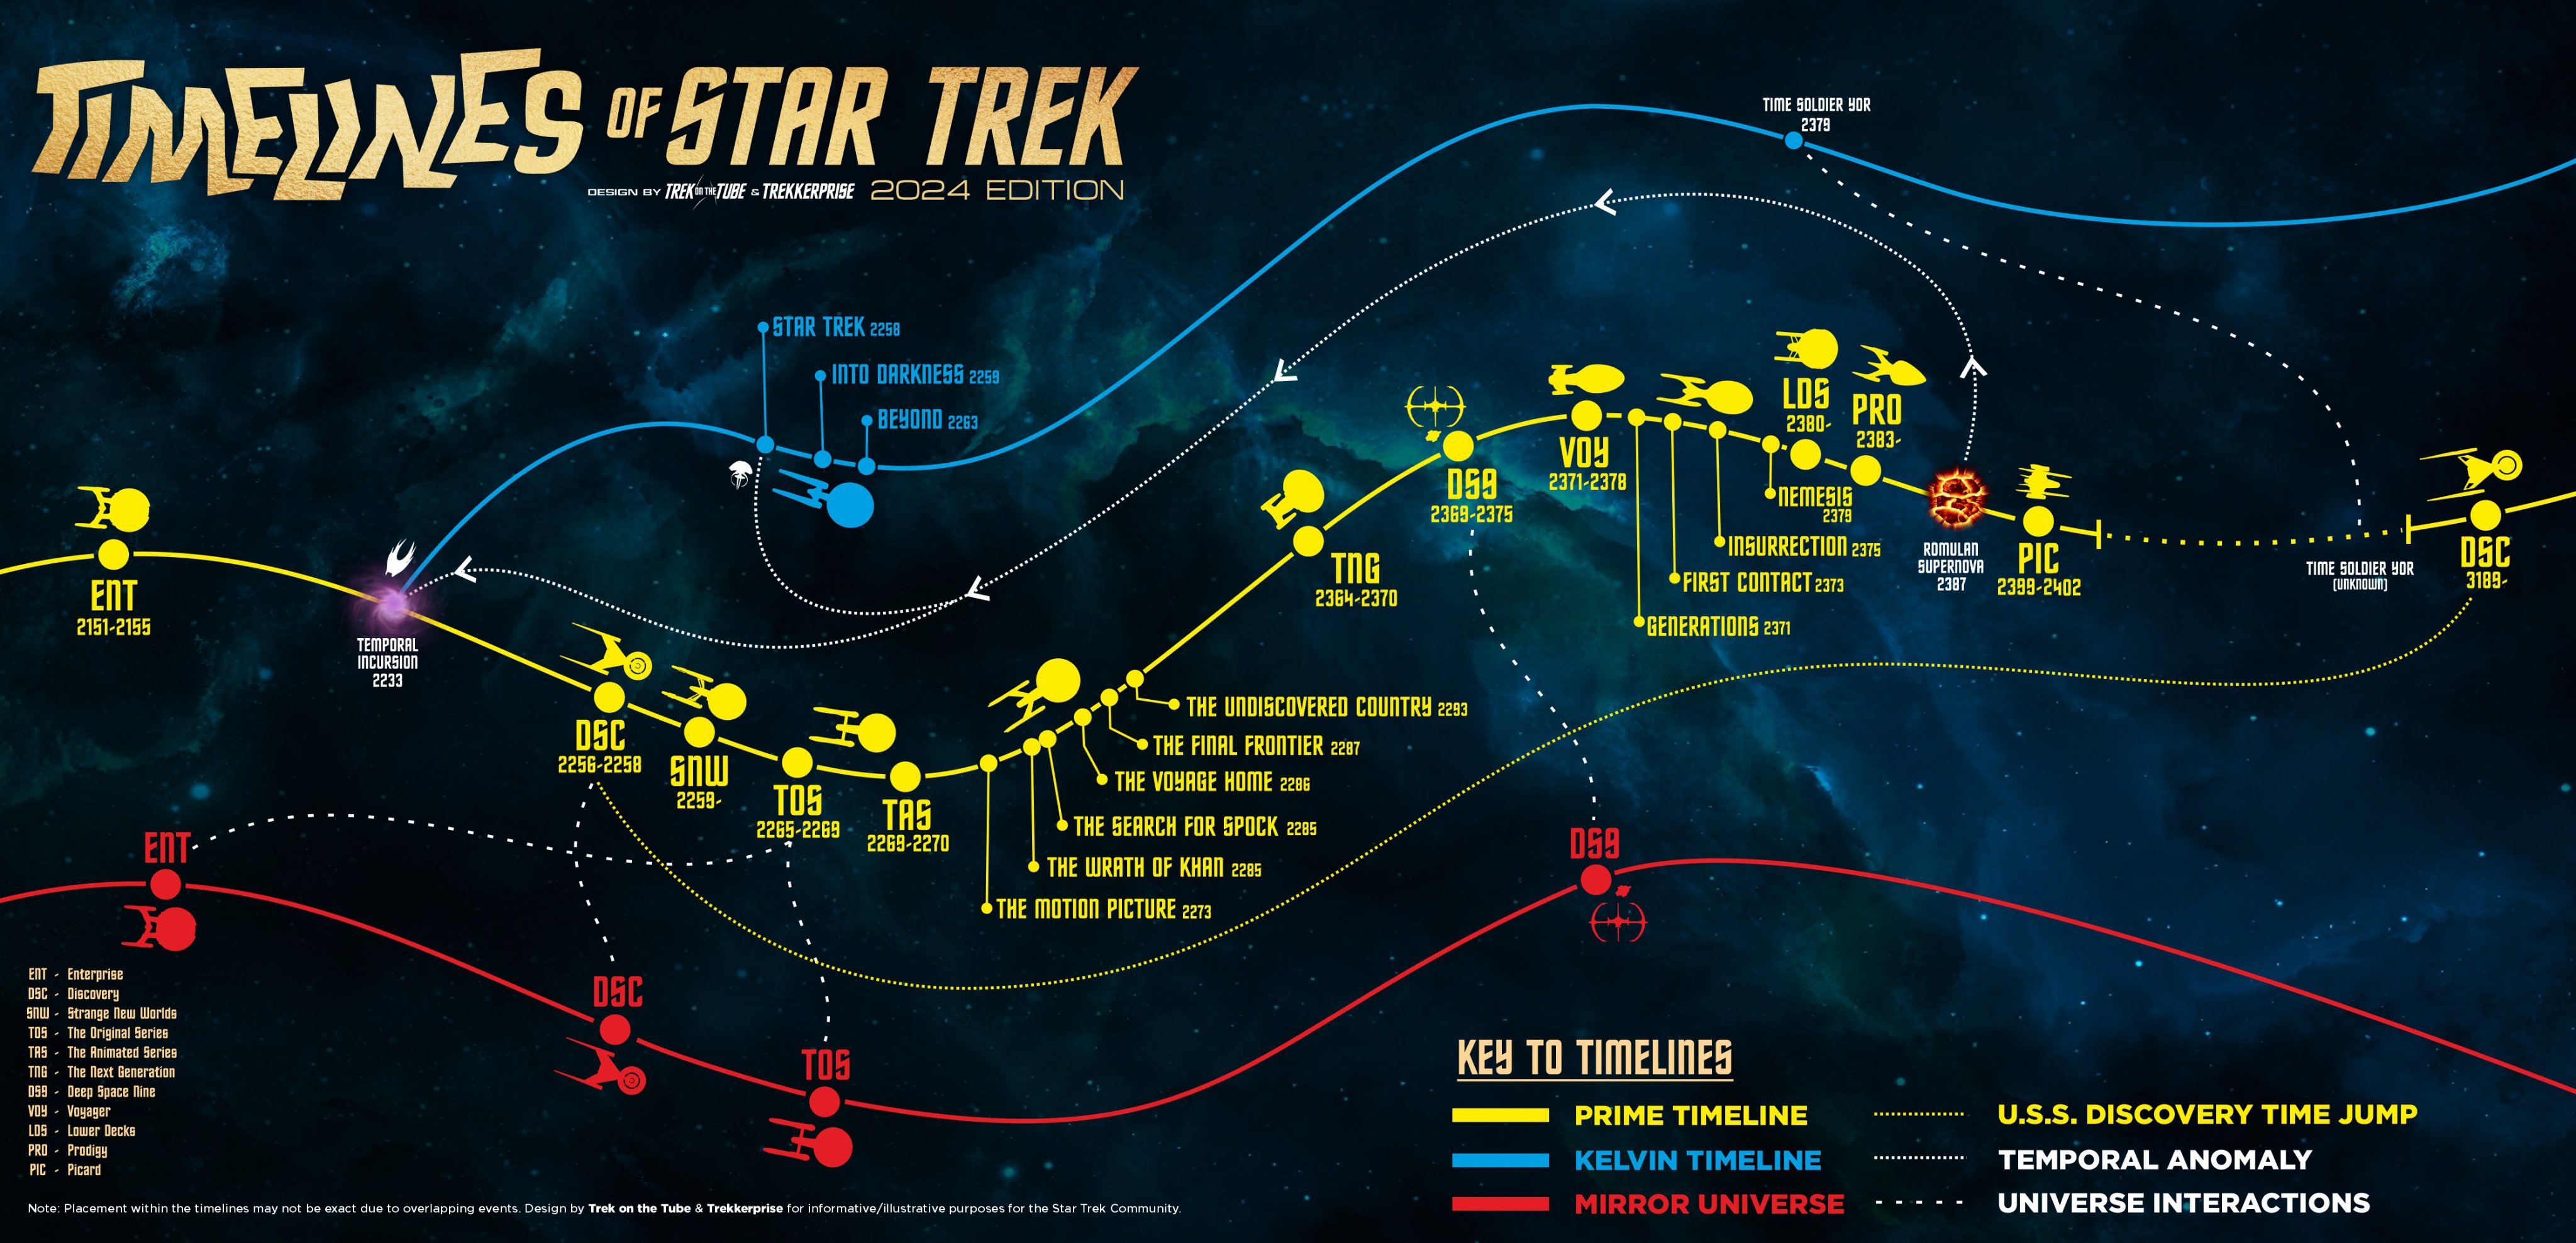 TIMELINES OF STAR TREK
DESIGN BY TREK ON THE TUBE & TREKKERPRISE 2024 EDITION
TIME SOLDIER YOR
2379
STAR TREK 2258
INTO DARKNESS 2259
BEYOND 2263
ENT
2151-2155
TEMPORAL
INCURSION
2233
DSC
2256-2258
SNW
2259-
TOS
2265-2269
TAS
2269-2270
THE MOTION PICTURE 2273
THE WRATH OF KHAN 2285
THE SEARCH FOR SPOCK 2285
THE VOYAGE HOME 2286
THE FINAL FRONTIER 2287
THE UNDISCOVERED COUNTRY 2293
TNG
2364-2370
DS9
2369-2375
VOY
2371-2378
GENERATIONS 2371
FIRST CONTACT 2373
INSURRECTION 2375
NEMESIS
2379
LDS
2380-
PRO
2383-
ROMULAN
SUPERNOVA
2387
PIC
2399-2402
TIME SOLDIER YOR
(UNKNOWN)
DSC
3189-
ENT
DSC
TOS
DS9
ENT - Enterprise
DSC - Discovery
SNW - Strange New Worlds
TOS - The Original Series
TAS - The Animated Series
TNG - The Next Generation
DS9 - Deep Space Nine
VOY - Voyager
LDS - Lower Decks
PRO - Prodigy
PIC - Picard
KEY TO TIMELINES
PRIME TIMELINE
KELVIN TIMELINE
MIRROR UNIVERSE
U.S.S. DISCOVERY TIME JUMP
TEMPORAL ANOMALY
UNIVERSE INTERACTIONS
Note: Placement within the timelines may not be exact due to overlapping events. Design by Trek on the Tube & Trekkerprise for informative/illustrative purposes for the Star Trek Community.